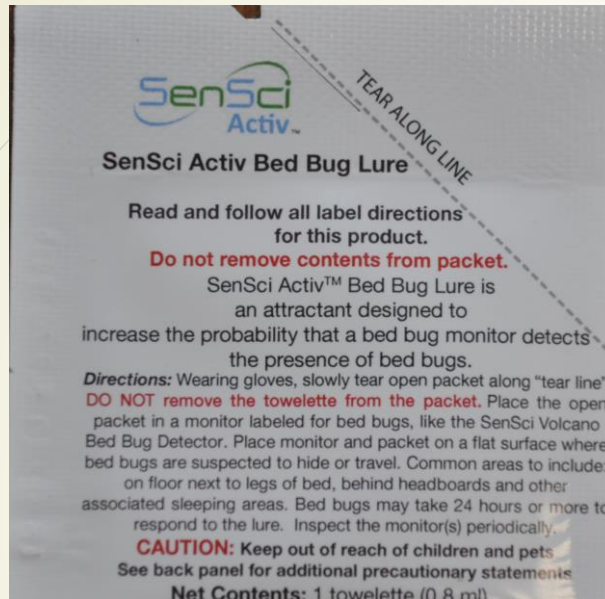 SenSci
Activ™
TEAR ALONG LINE
SenSci Activ Bed Bug Lure
Read and follow all label directions
for this product.
Do not remove contents from packet.
SenSci Activ™ Bed Bug Lure is
an attractant designed to
increase the probability that a bed bug monitor detects
the presence of bed bugs.
Directions: Wearing gloves, slowly tear open packet along “tear line”
DO NOT remove the towelette from the packet. Place the open
packet in a monitor labeled for bed bugs, like the SenSci Volcano
Bed Bug Detector. Place monitor and packet on a flat surface where
bed bugs are suspected to hide or travel. Common areas to include:
on floor next to legs of bed, behind headboards and other
associated sleeping areas. Bed bugs may take 24 hours or more to
respond to the lure. Inspect the monitor(s) periodically.
CAUTION: Keep out of reach of children and pets
See back panel for additional precautionary statements
Net Contents: 1 towelette (0.8 ml)